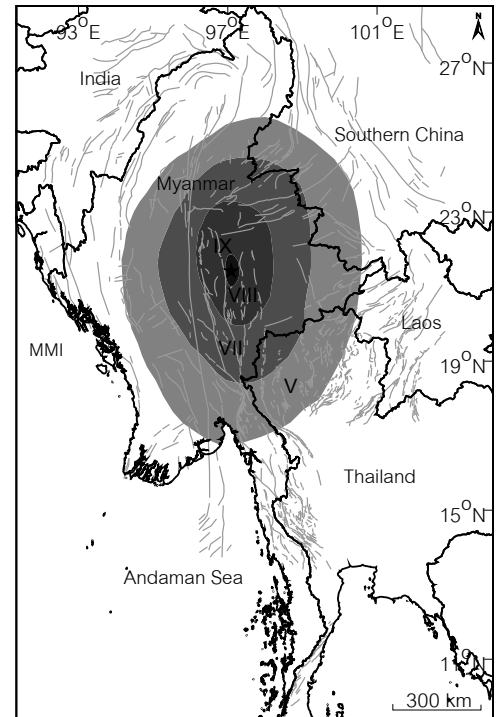 93°E 97°E 101°E
N
27°N
India
Southern China
Myanmar
23°N
IX
VIII
Laos
MMI
VII
19°N
V
Thailand
15°N
Andaman Sea
11°N
300 km